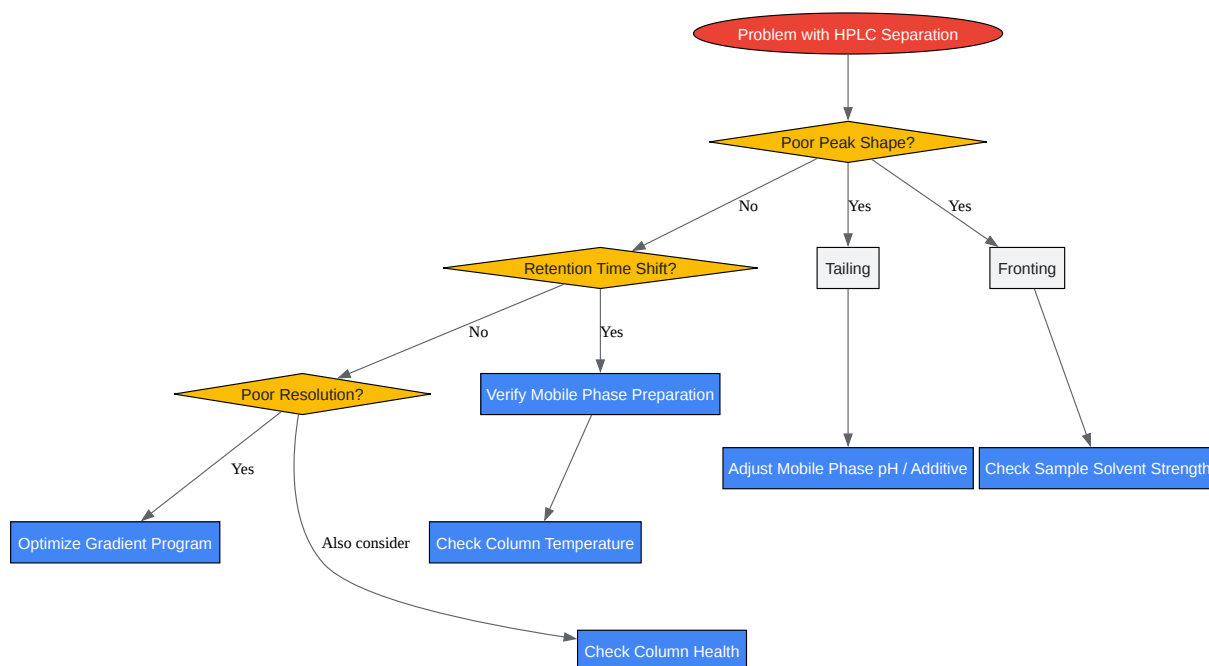 Problem with HPLC Separation
Poor Peak Shape?
No
Yes
Yes
Retention Time Shift?
Tailing
Fronting
No
Yes
Poor Resolution?
Verify Mobile Phase Preparation
Yes
Adjust Mobile Phase pH / Additive
Check Sample Solvent Strength
Optimize Gradient Program
Also consider
Check Column Temperature
Check Column Health